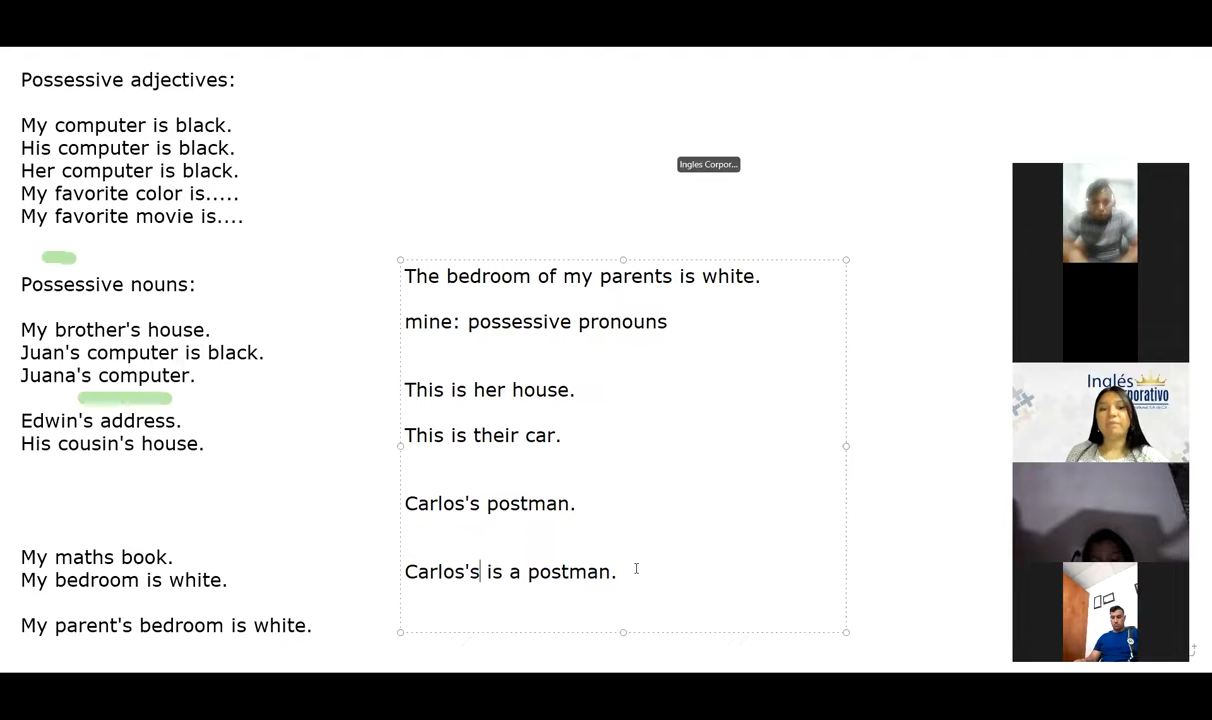 Possessive adjectives:
My computer is black.
His computer is black.
Her computer is black.
My favorite color is.....
My favorite movie is....
Possessive nouns:
My brother's house.
Juan's computer is black.
Juana's computer.
Edwin's address.
His cousin's house.
My maths book.
My bedroom is white.
My parent's bedroom is white.
Ingles Corpor...
The bedroom of my parents is white.
mine: possessive pronouns
This is her house.
This is their car.
Carlos's postman.
Carlos's is a postman.
Inglés